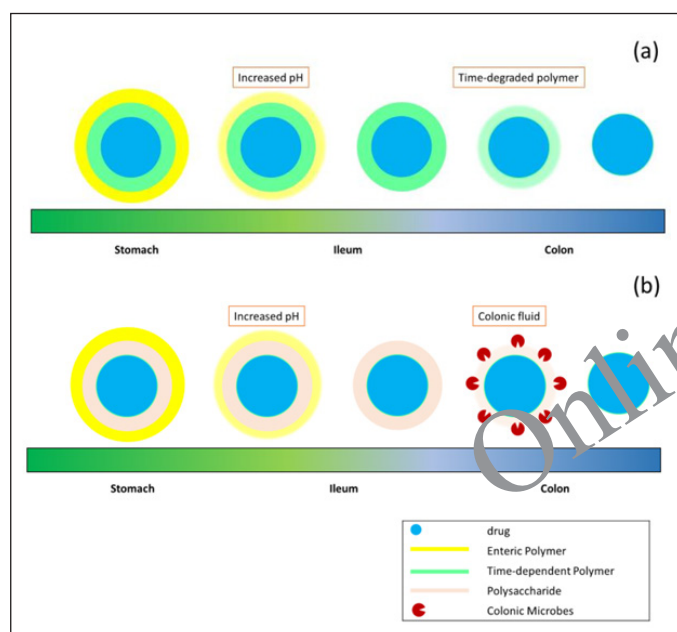 (a)
Increased pH
Time-degraded polymer
Stomach
Ileum
Colon
(b)
Increased pH
Colonic fluid
Onlin
Stomach
Ileum
Colon
drug
Enteric Polymer
Time-dependent Polymer
Polysaccharide
Colonic Microbes